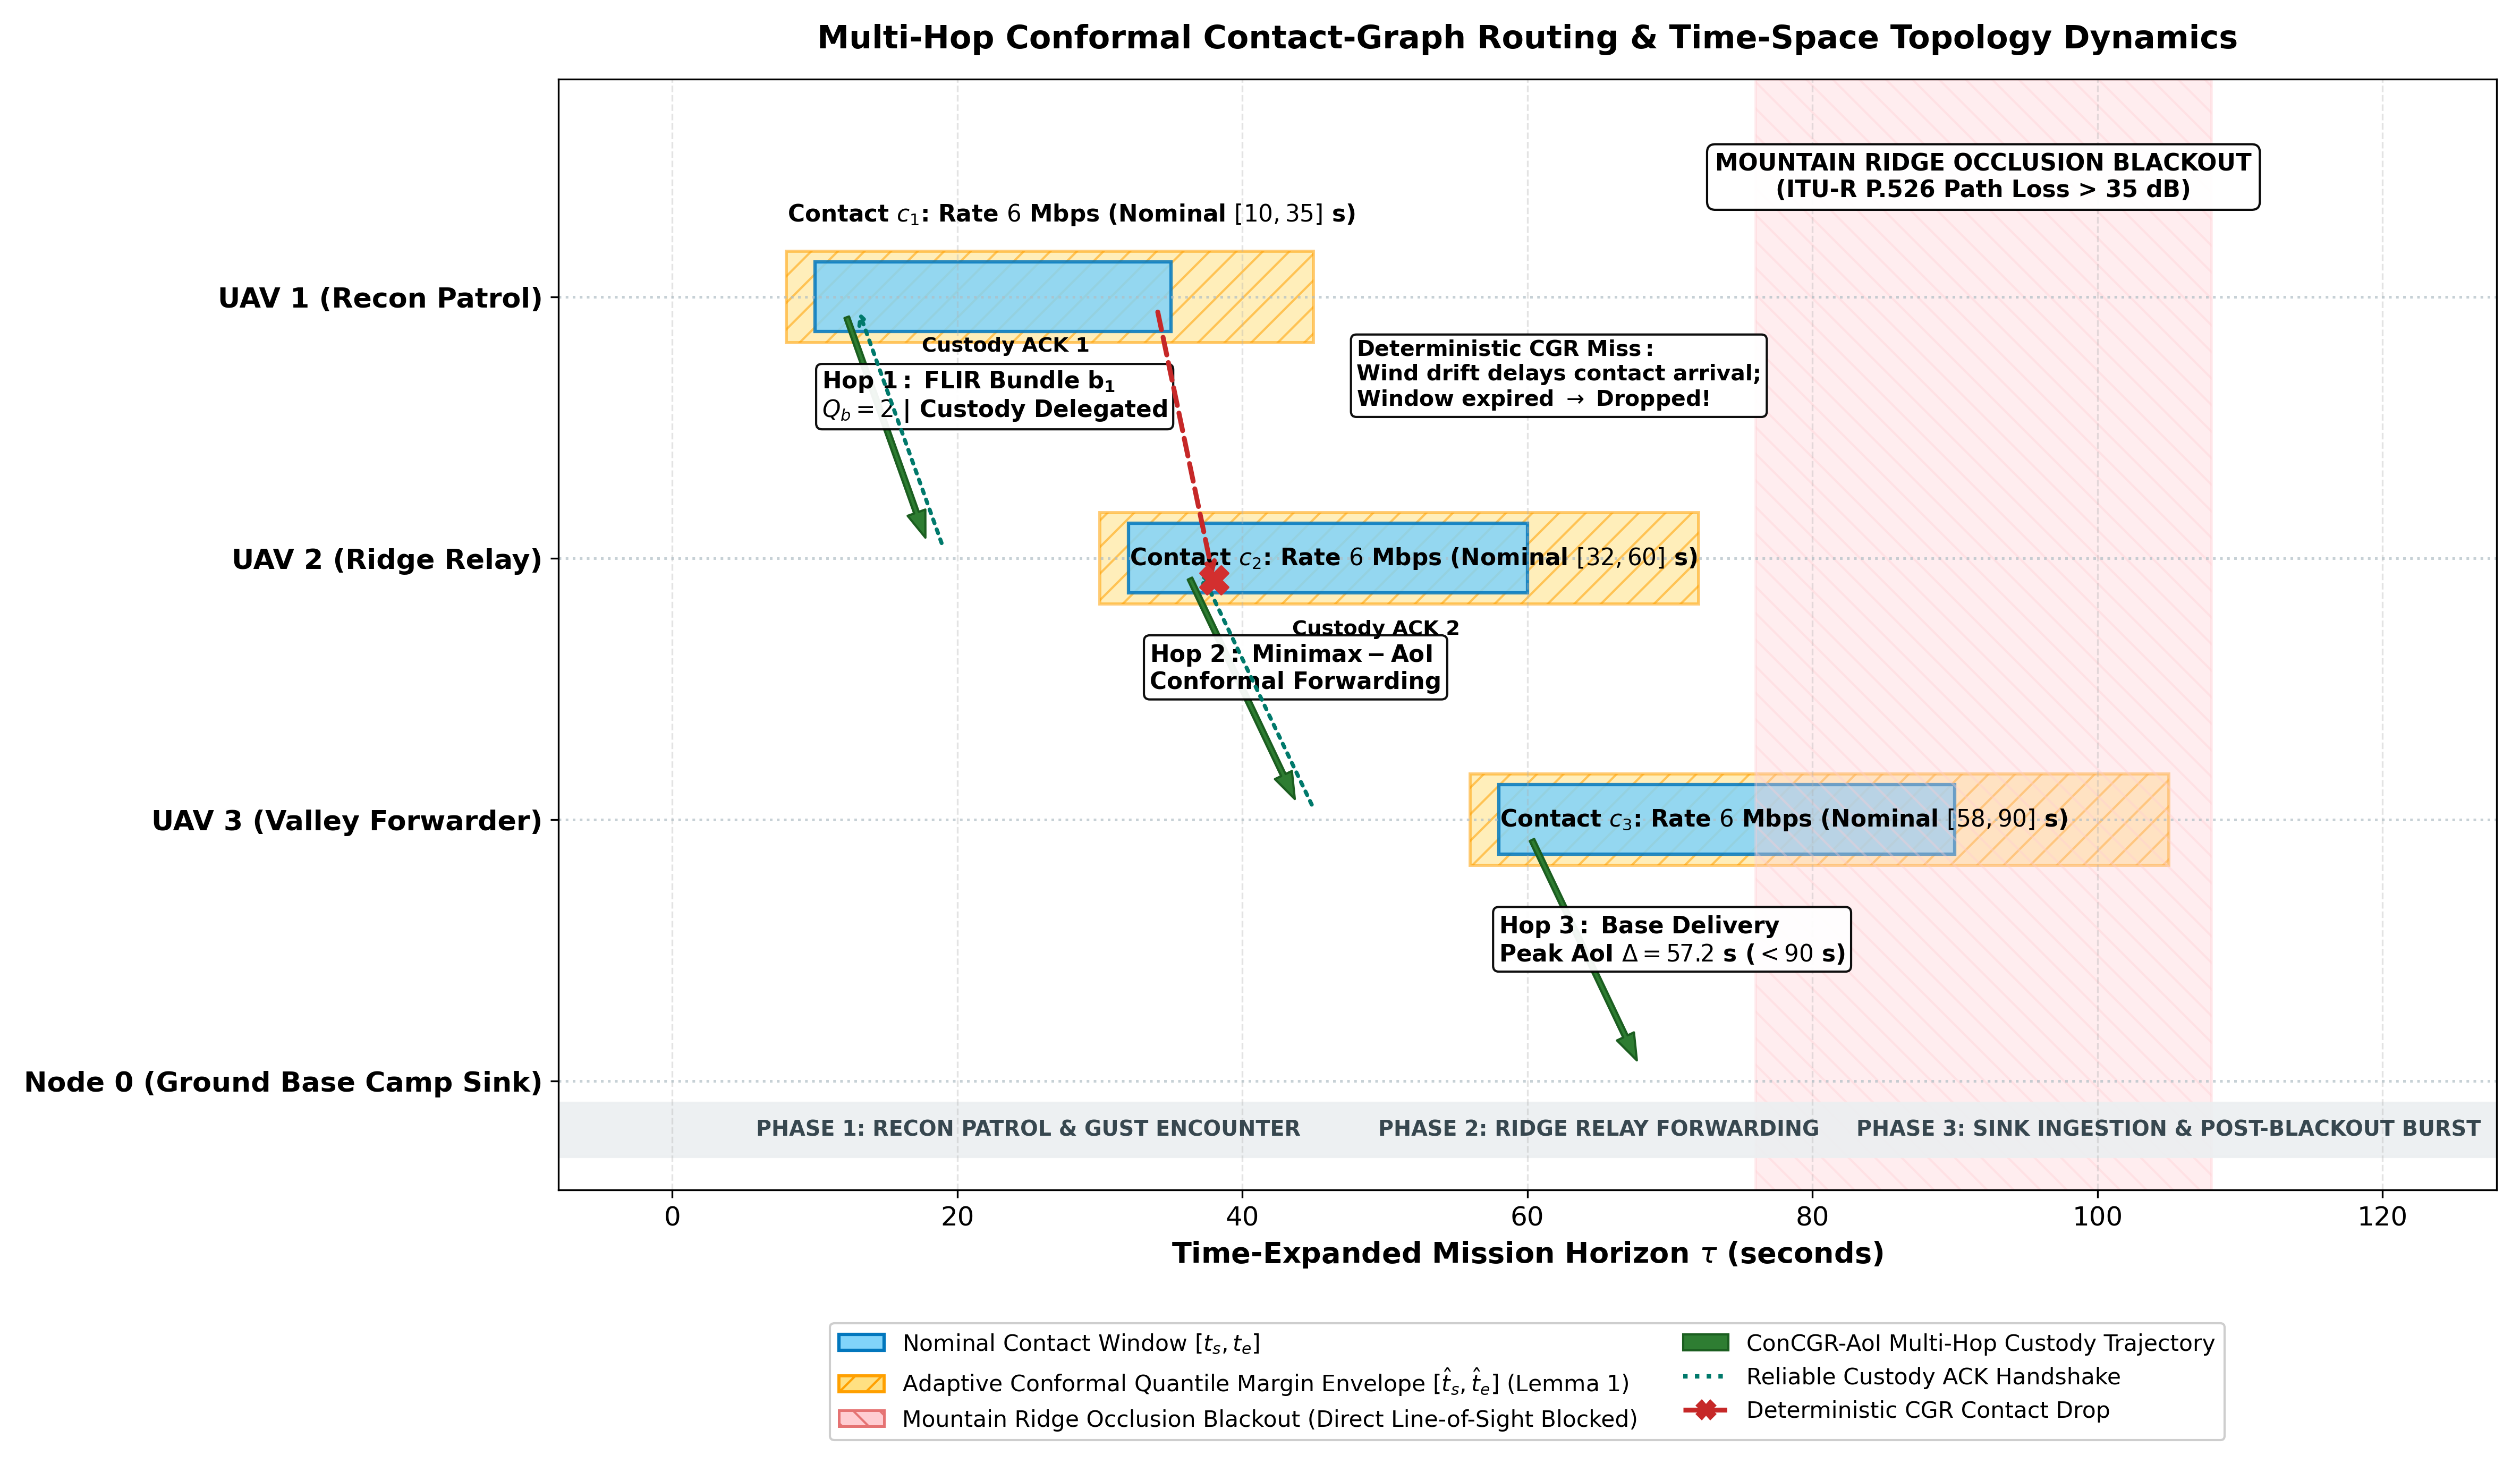 Multi-Hop Conformal Contact-Graph Routing & Time-Space Topology Dynamics
MOUNTAIN RIDGE OCCLUSION BLACKOUT
(ITU-R P.526 Path Loss > 35 dB)
Contact c₁: Rate 6 Mbps (Nominal [10, 35] s)
UAV 1 (Recon Patrol)
Custody ACK 1
Hop 1: FLIR Bundle b₁
Q_b = 2 | Custody Delegated
Deterministic CGR Miss:
Wind drift delays contact arrival;
Window expired → Dropped!
UAV 2 (Ridge Relay)
Contact c₂: Rate 6 Mbps (Nominal [32, 60] s)
Custody ACK 2
Hop 2: Minimax−AoI
Conformal Forwarding
UAV 3 (Valley Forwarder)
Contact c₃: Rate 6 Mbps (Nominal [58, 90] s)
Hop 3: Base Delivery
Peak AoI Δ = 57.2 s (< 90 s)
Node 0 (Ground Base Camp Sink)
PHASE 1: RECON PATROL & GUST ENCOUNTER
PHASE 2: RIDGE RELAY FORWARDING
PHASE 3: SINK INGESTION & POST-BLACKOUT BURST
0 20 40 60 80 100 120
Time-Expanded Mission Horizon τ (seconds)
Nominal Contact Window [t_s, t_e]
Adaptive Conformal Quantile Margin Envelope [t̂_s, t̂_e] (Lemma 1)
Mountain Ridge Occlusion Blackout (Direct Line-of-Sight Blocked)
ConCGR-AoI Multi-Hop Custody Trajectory
Reliable Custody ACK Handshake
Deterministic CGR Contact Drop